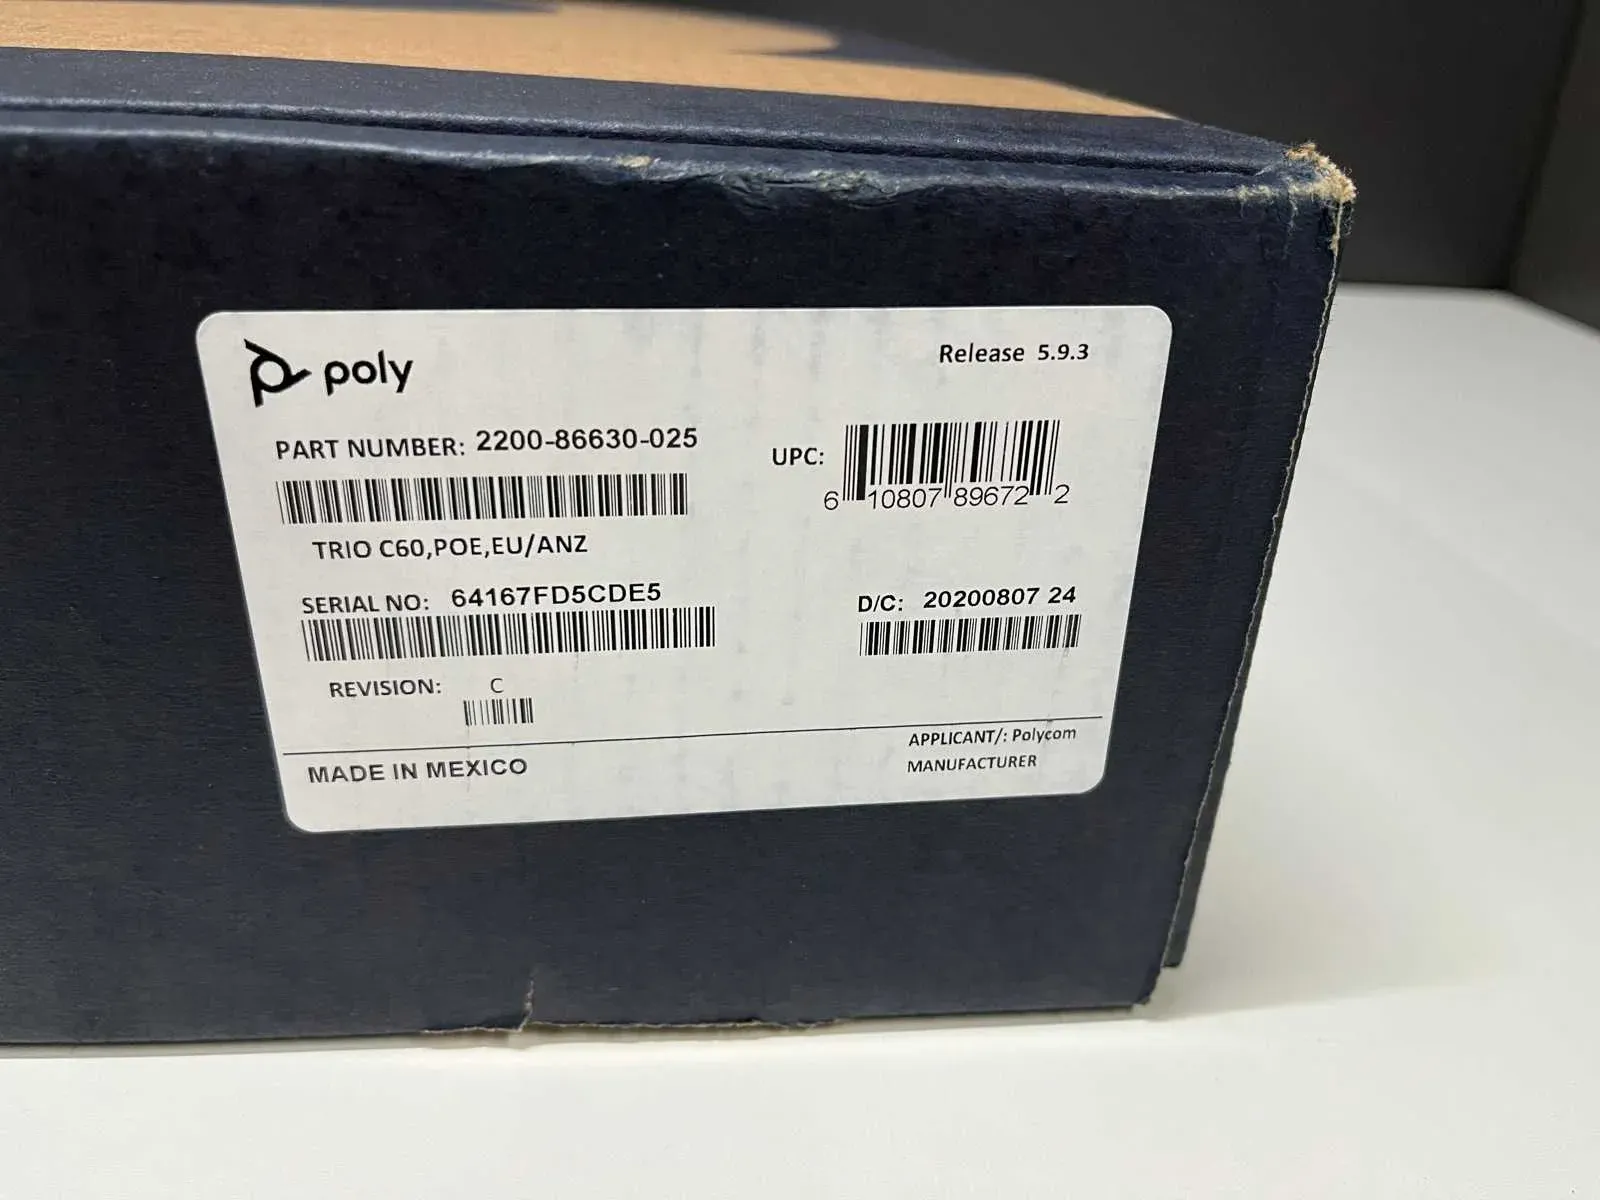 poly
Release 5.9.3
PART NUMBER: 2200-86630-025
UPC:
6 10807 89672 2
TRIO C60,POE,EU/ANZ
SERIAL NO: 64167FD5CDE5
D/C: 20200807 24
REVISION: C
MADE IN MEXICO
APPLICANT/: Polycom
MANUFACTURER